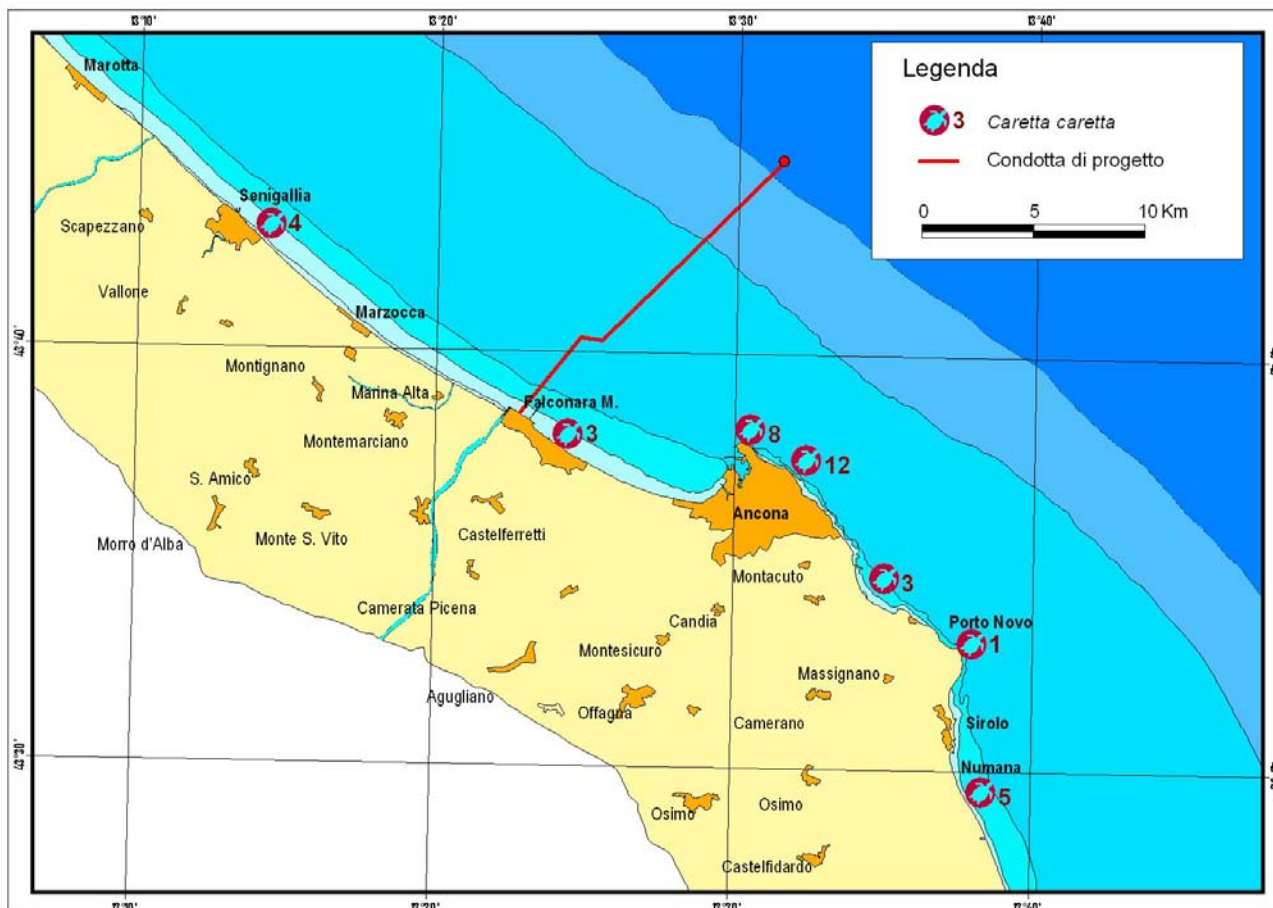 13°10'
13°20'
13°30'
13°40'
Legenda
3 Caretta caretta
Condotta di progetto
0 5 10 Km
Marotta
Senigallia
4
Scapezzano
Vallone
Marzocca
43°40'
Montignano
Marina Alta
Falconara M.
3
Montemarciano
8
12
S. Amico
Ancona
Monte S. Vito
Castelferretti
Morro d'Alba
Montacuto
3
Camerata Picena
Candia
Porto Novo
1
Montesicuro
Massignano
Agugliano
Offagna
Camerano
Sirolo
43°30'
Numana
5
Osimo
Osimo
Castelfidardo
13°20'